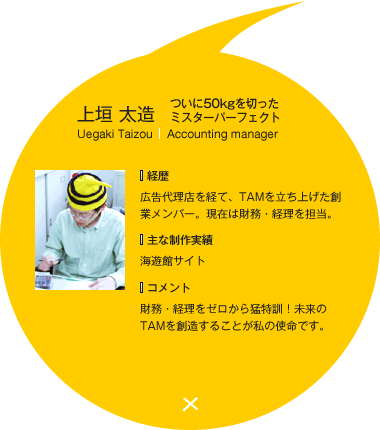 上垣 太造
ついに50kgを切った
ミスターパーフェクト
Uegaki Taizou | Accounting manager
経歴
広告代理店を経て、TAMを立ち上げた創
業メンバー。現在は財務・経理を担当。
主な制作実績
海遊館サイト
コメント
財務・経理をゼロから猛特訓！未来の
TAMを創造することが私の使命です。